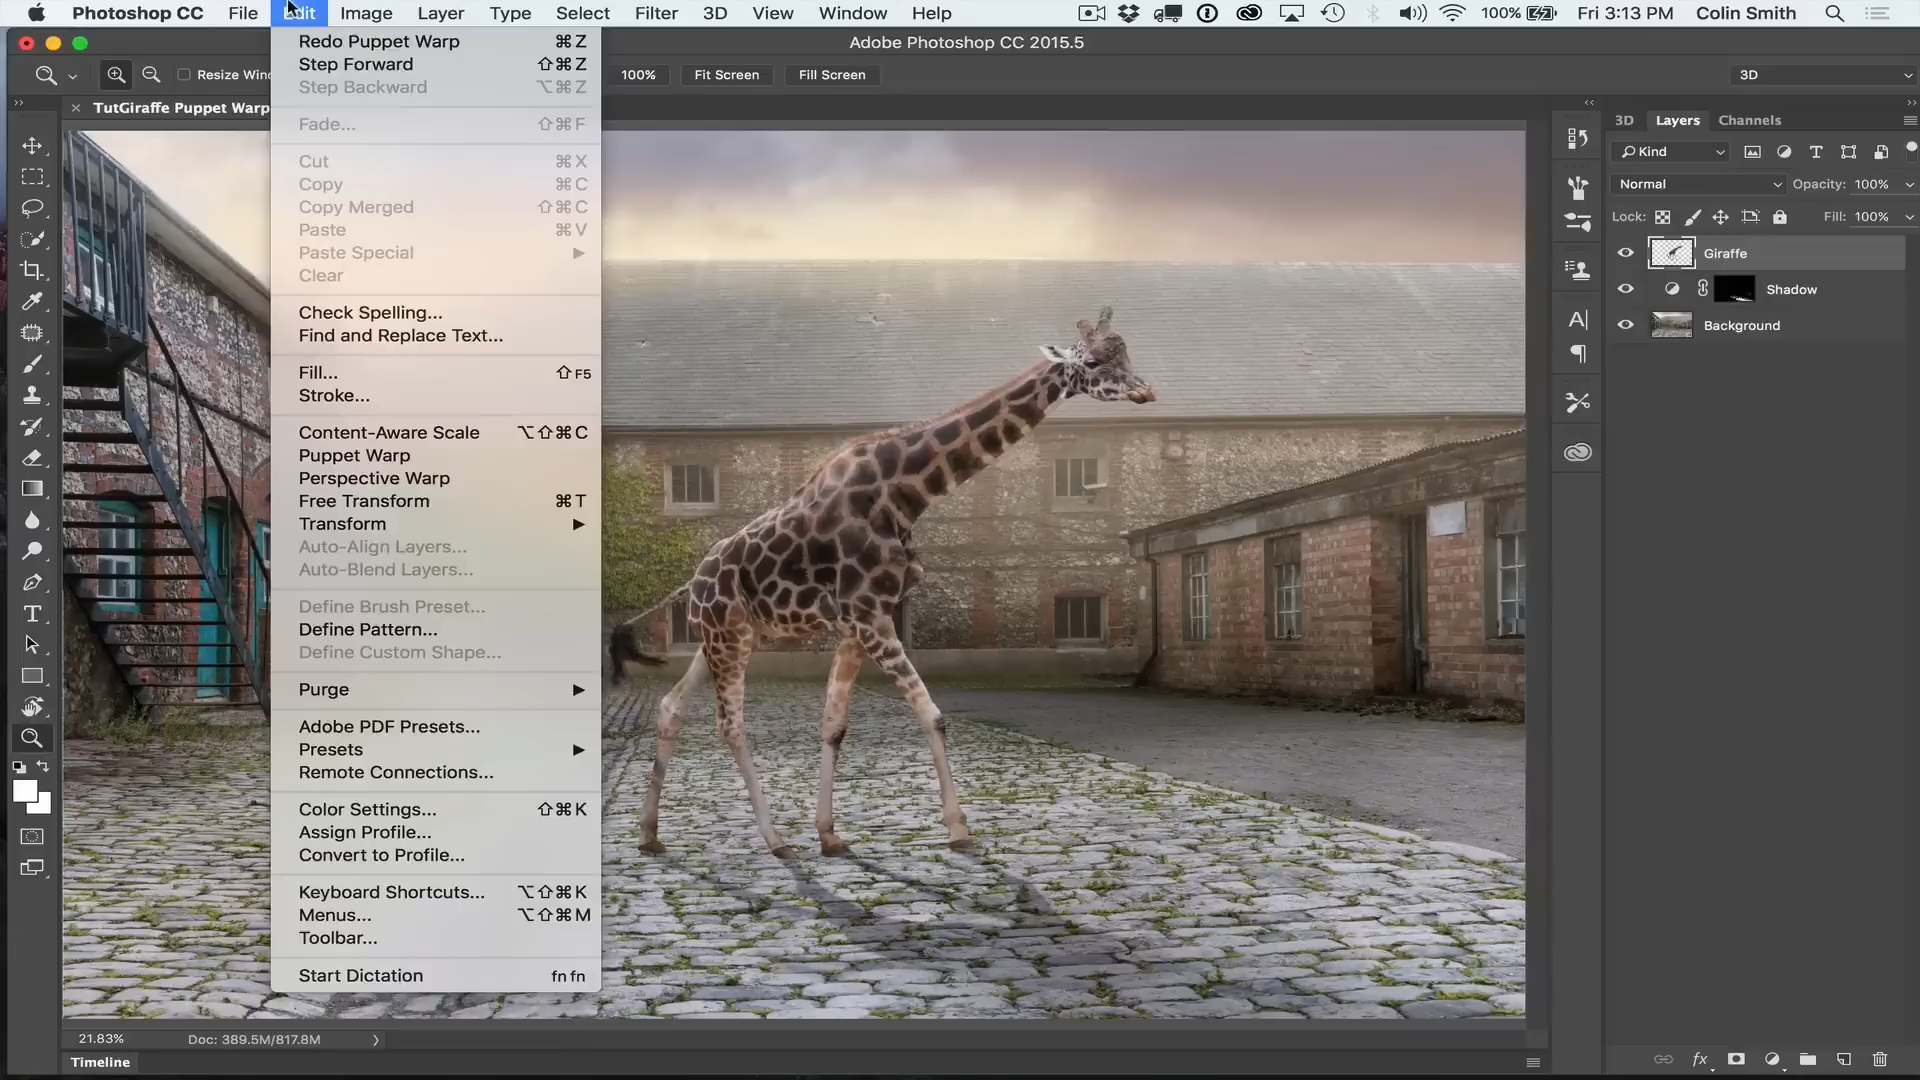 Photoshop CC File Edit Image Layer Type Select Filter 3D View Window Help 100% Fri 3:13 PM Colin Smith
Adobe Photoshop CC 2015.5
Resize Win 100% Fit Screen Fill Screen 3D
TutGiraffe Puppet Warp
Redo Puppet Warp ⌘Z
Step Forward ⇧⌘Z
Step Backward ⌥⌘Z
Fade... ⇧⌘F
Cut ⌘X
Copy ⌘C
Copy Merged ⇧⌘C
Paste ⌘V
Paste Special ▶
Clear
Check Spelling...
Find and Replace Text...
Fill... ⇧F5
Stroke...
Content-Aware Scale ⌥⇧⌘C
Puppet Warp
Perspective Warp
Free Transform ⌘T
Transform ▶
Auto-Align Layers...
Auto-Blend Layers...
Define Brush Preset...
Define Pattern...
Define Custom Shape...
Purge ▶
Adobe PDF Presets...
Presets ▶
Remote Connections...
Color Settings... ⇧⌘K
Assign Profile...
Convert to Profile...
Keyboard Shortcuts... ⌥⇧⌘K
Menus... ⌥⇧⌘M
Toolbar...
Start Dictation fn fn
3D Layers Channels
Kind
Normal Opacity: 100%
Lock: Fill: 100%
Giraffe
Shadow
Background
21.83% Doc: 389.5M/817.8M
Timeline